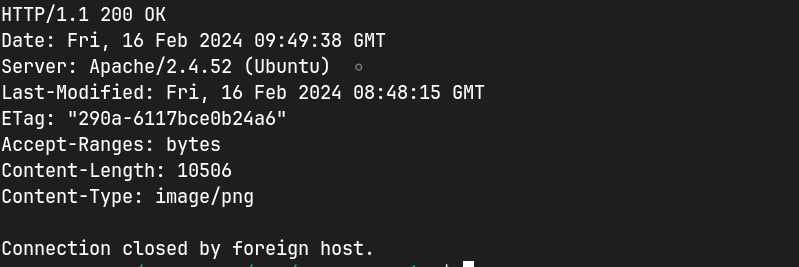 HTTP/1.1 200 OK
Date: Fri, 16 Feb 2024 09:49:38 GMT
Server: Apache/2.4.52 (Ubuntu)
Last-Modified: Fri, 16 Feb 2024 08:48:15 GMT
ETag: "290a-6117bce0b24a6"
Accept-Ranges: bytes
Content-Length: 10506
Content-Type: image/png
Connection closed by foreign host.